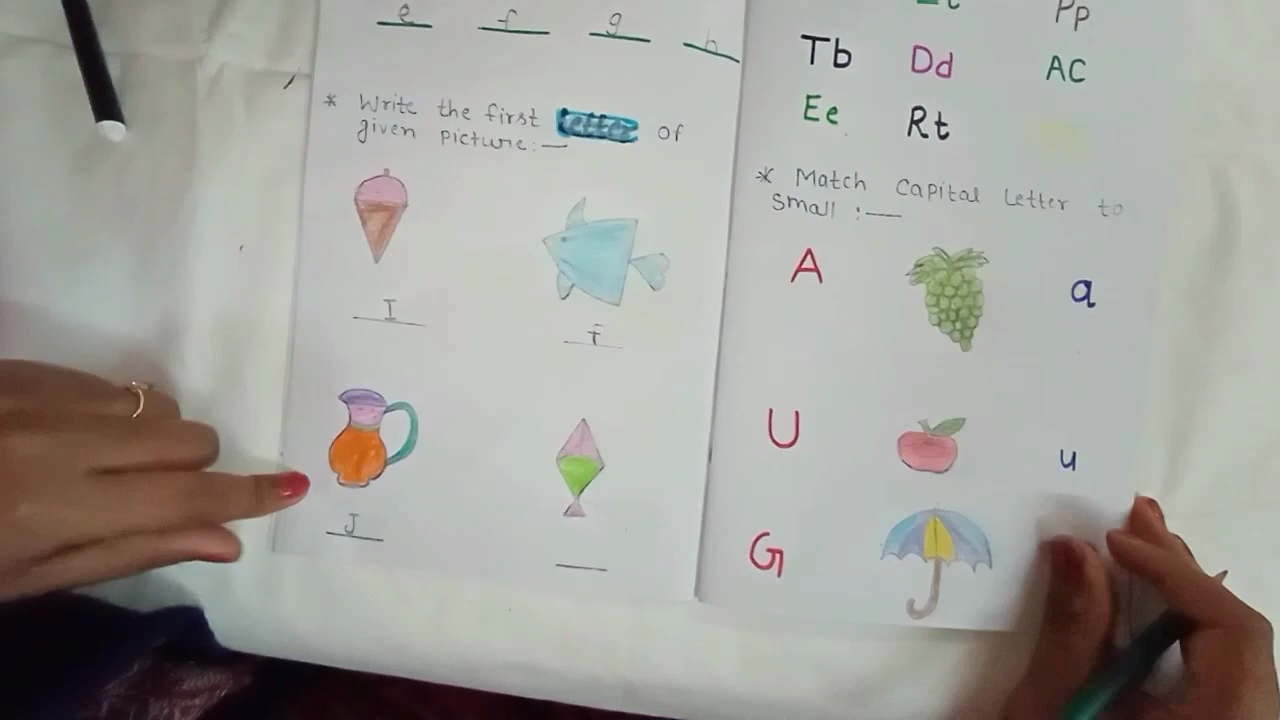 e f g h
* Write the first letter of
given picture:—
I
f
J
Pp
Tb Dd AC
Ee Rt
* Match Capital Letter to
Small :—
A a
U u
G